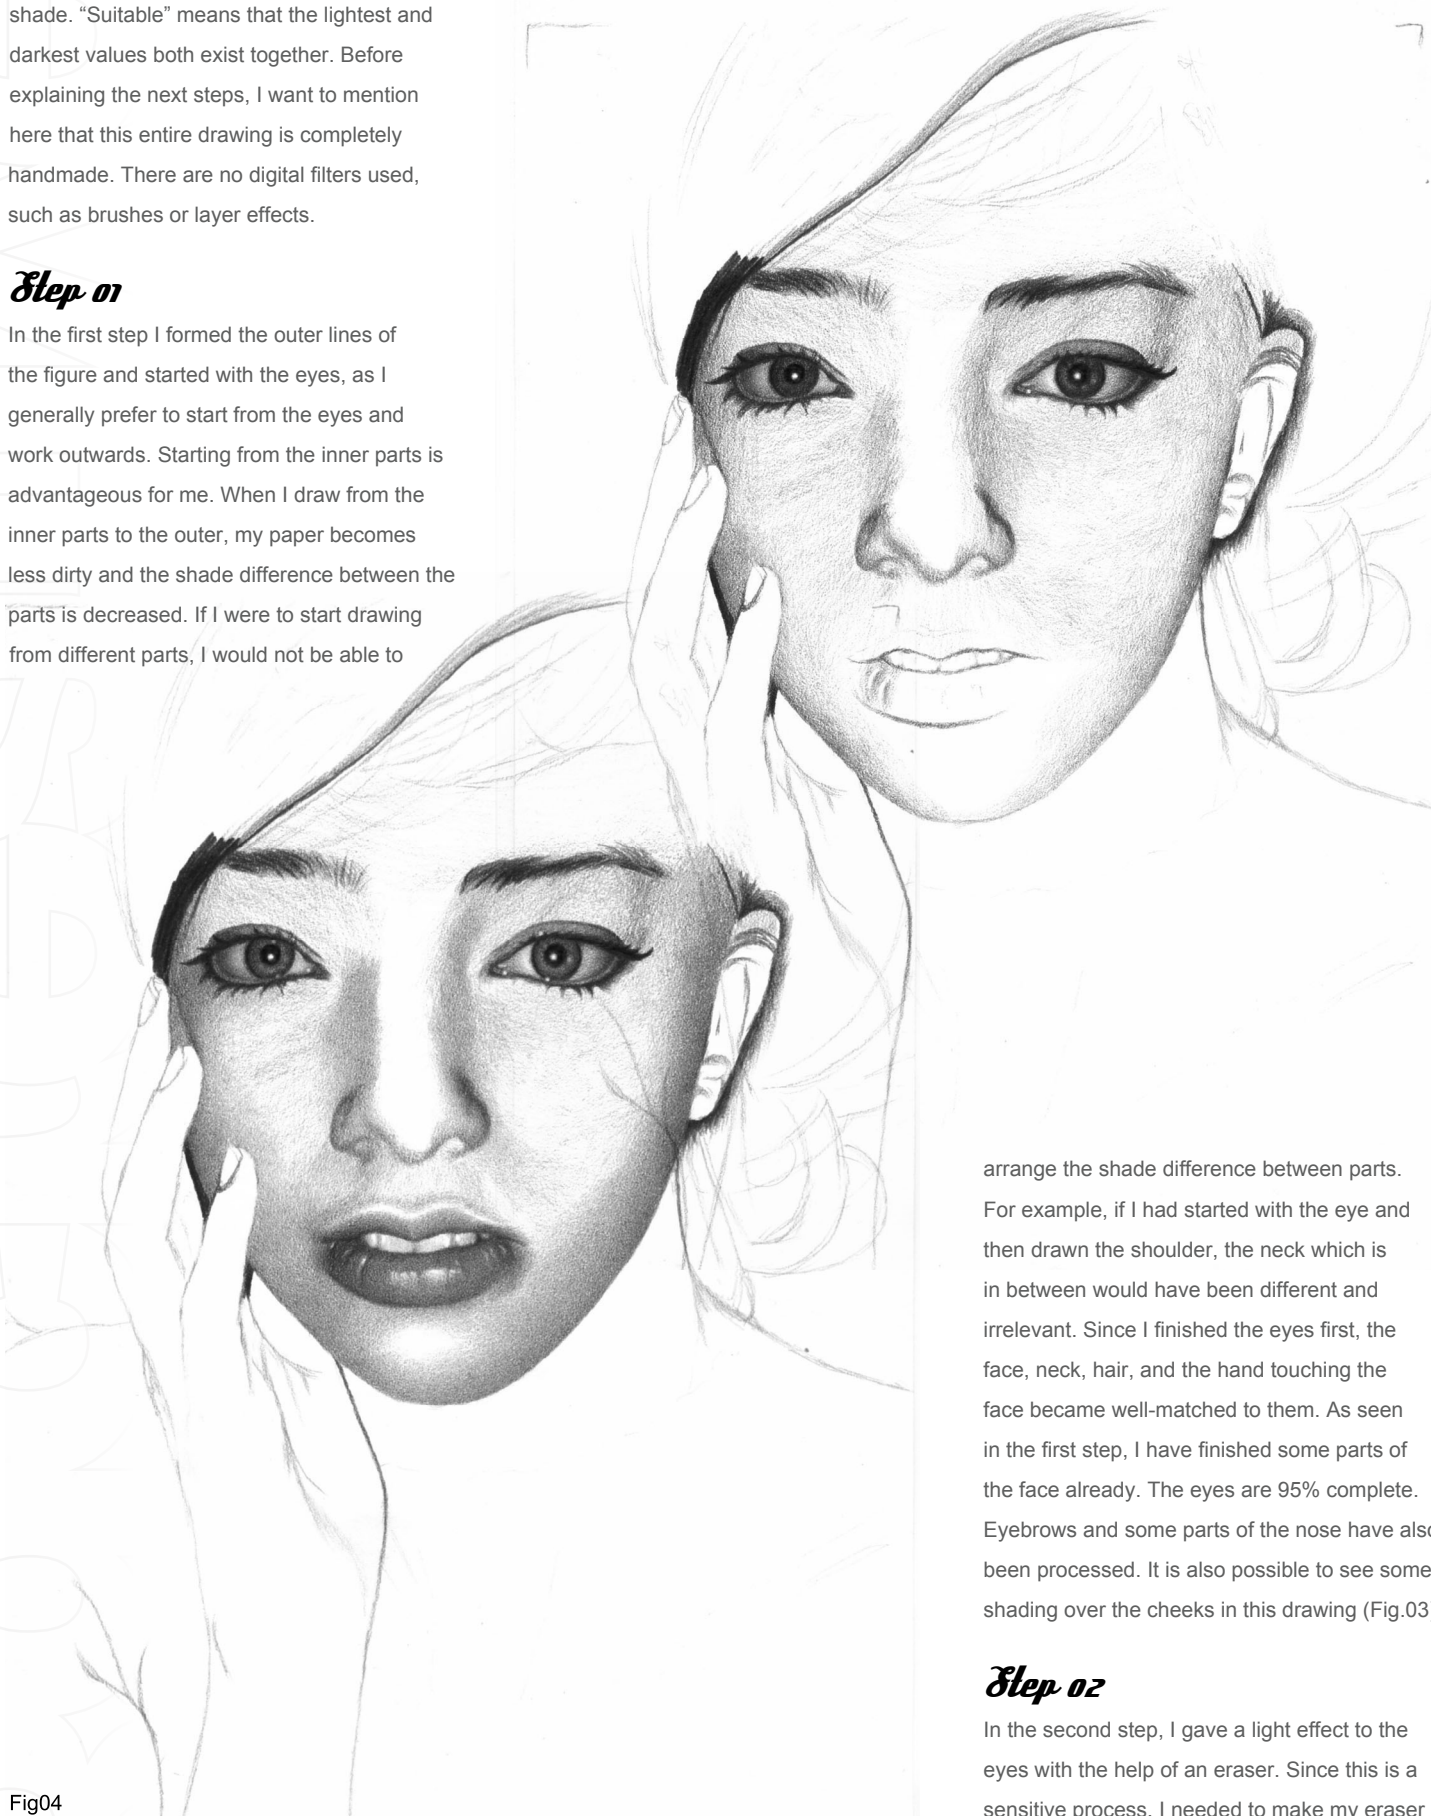 shade. “Suitable” means that the lightest and
darkest values both exist together. Before
explaining the next steps, I want to mention
here that this entire drawing is completely
handmade. There are no digital filters used,
such as brushes or layer effects.
Step 01
In the first step I formed the outer lines of
the figure and started with the eyes, as I
generally prefer to start from the eyes and
work outwards. Starting from the inner parts is
advantageous for me. When I draw from the
inner parts to the outer, my paper becomes
less dirty and the shade difference between the
parts is decreased. If I were to start drawing
from different parts, I would not be able to
arrange the shade difference between parts.
For example, if I had started with the eye and
then drawn the shoulder, the neck which is
in between would have been different and
irrelevant. Since I finished the eyes first, the
face, neck, hair, and the hand touching the
face became well-matched to them. As seen
in the first step, I have finished some parts of
the face already. The eyes are 95% complete.
Eyebrows and some parts of the nose have also
been processed. It is also possible to see some
shading over the cheeks in this drawing (Fig.03
Step 02
In the second step, I gave a light effect to the
eyes with the help of an eraser. Since this is a
sensitive process, I needed to make my eraser
Fig04